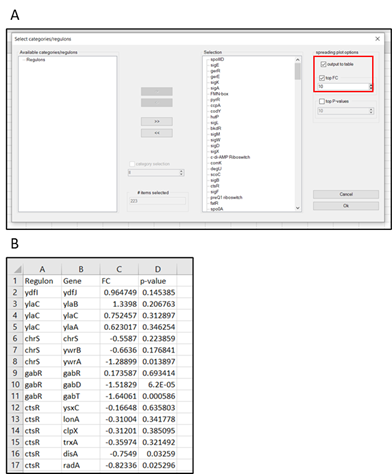 A
Select categories/regulons
Available categories/regulons
Regulons
>>
<<
category selection
# items selected
223
Selection
spoIIID
sigE
gerR
gerE
sigK
sigA
FMN-box
pyrR
ccpA
codY
sigL
bkdR
sigM
sigW
sigD
sigX
c-di-AMP Riboswitch
comK
degU
sigB
ctsR
sigF
preQ1 riboswitch
spo0A
spreading plot options
output to table
top FC
10
top P values
10
Cancel
Ok
B
A B C D
1 Regulon Gene FC p-value
2 ydfI ydfJ 0.964749 0.145385
3 ylaC ylaB 1.3398 0.206763
4 ylaC ylaC 0.752457 0.312897
5 ylaC ylaA 0.623017 0.346254
6 chrS chrS -0.5587 0.223859
7 chrS ywrB -0.6636 0.176841
8 chrS ywrA -1.28899 0.013897
9 gabR gabR 0.173587 0.693414
10 gabR gabD -1.51829 6.2E-05
11 gabR gabT -1.64061 0.000586
12 ctsR ysxC -0.16648 0.635803
13 ctsR lonA -0.31004 0.341778
14 ctsR clpX -0.31201 0.385095
15 ctsR trxA -0.35974 0.321492
16 ctsR disA -0.7549 0.03259
17 ctsR radA -0.82336 0.025296